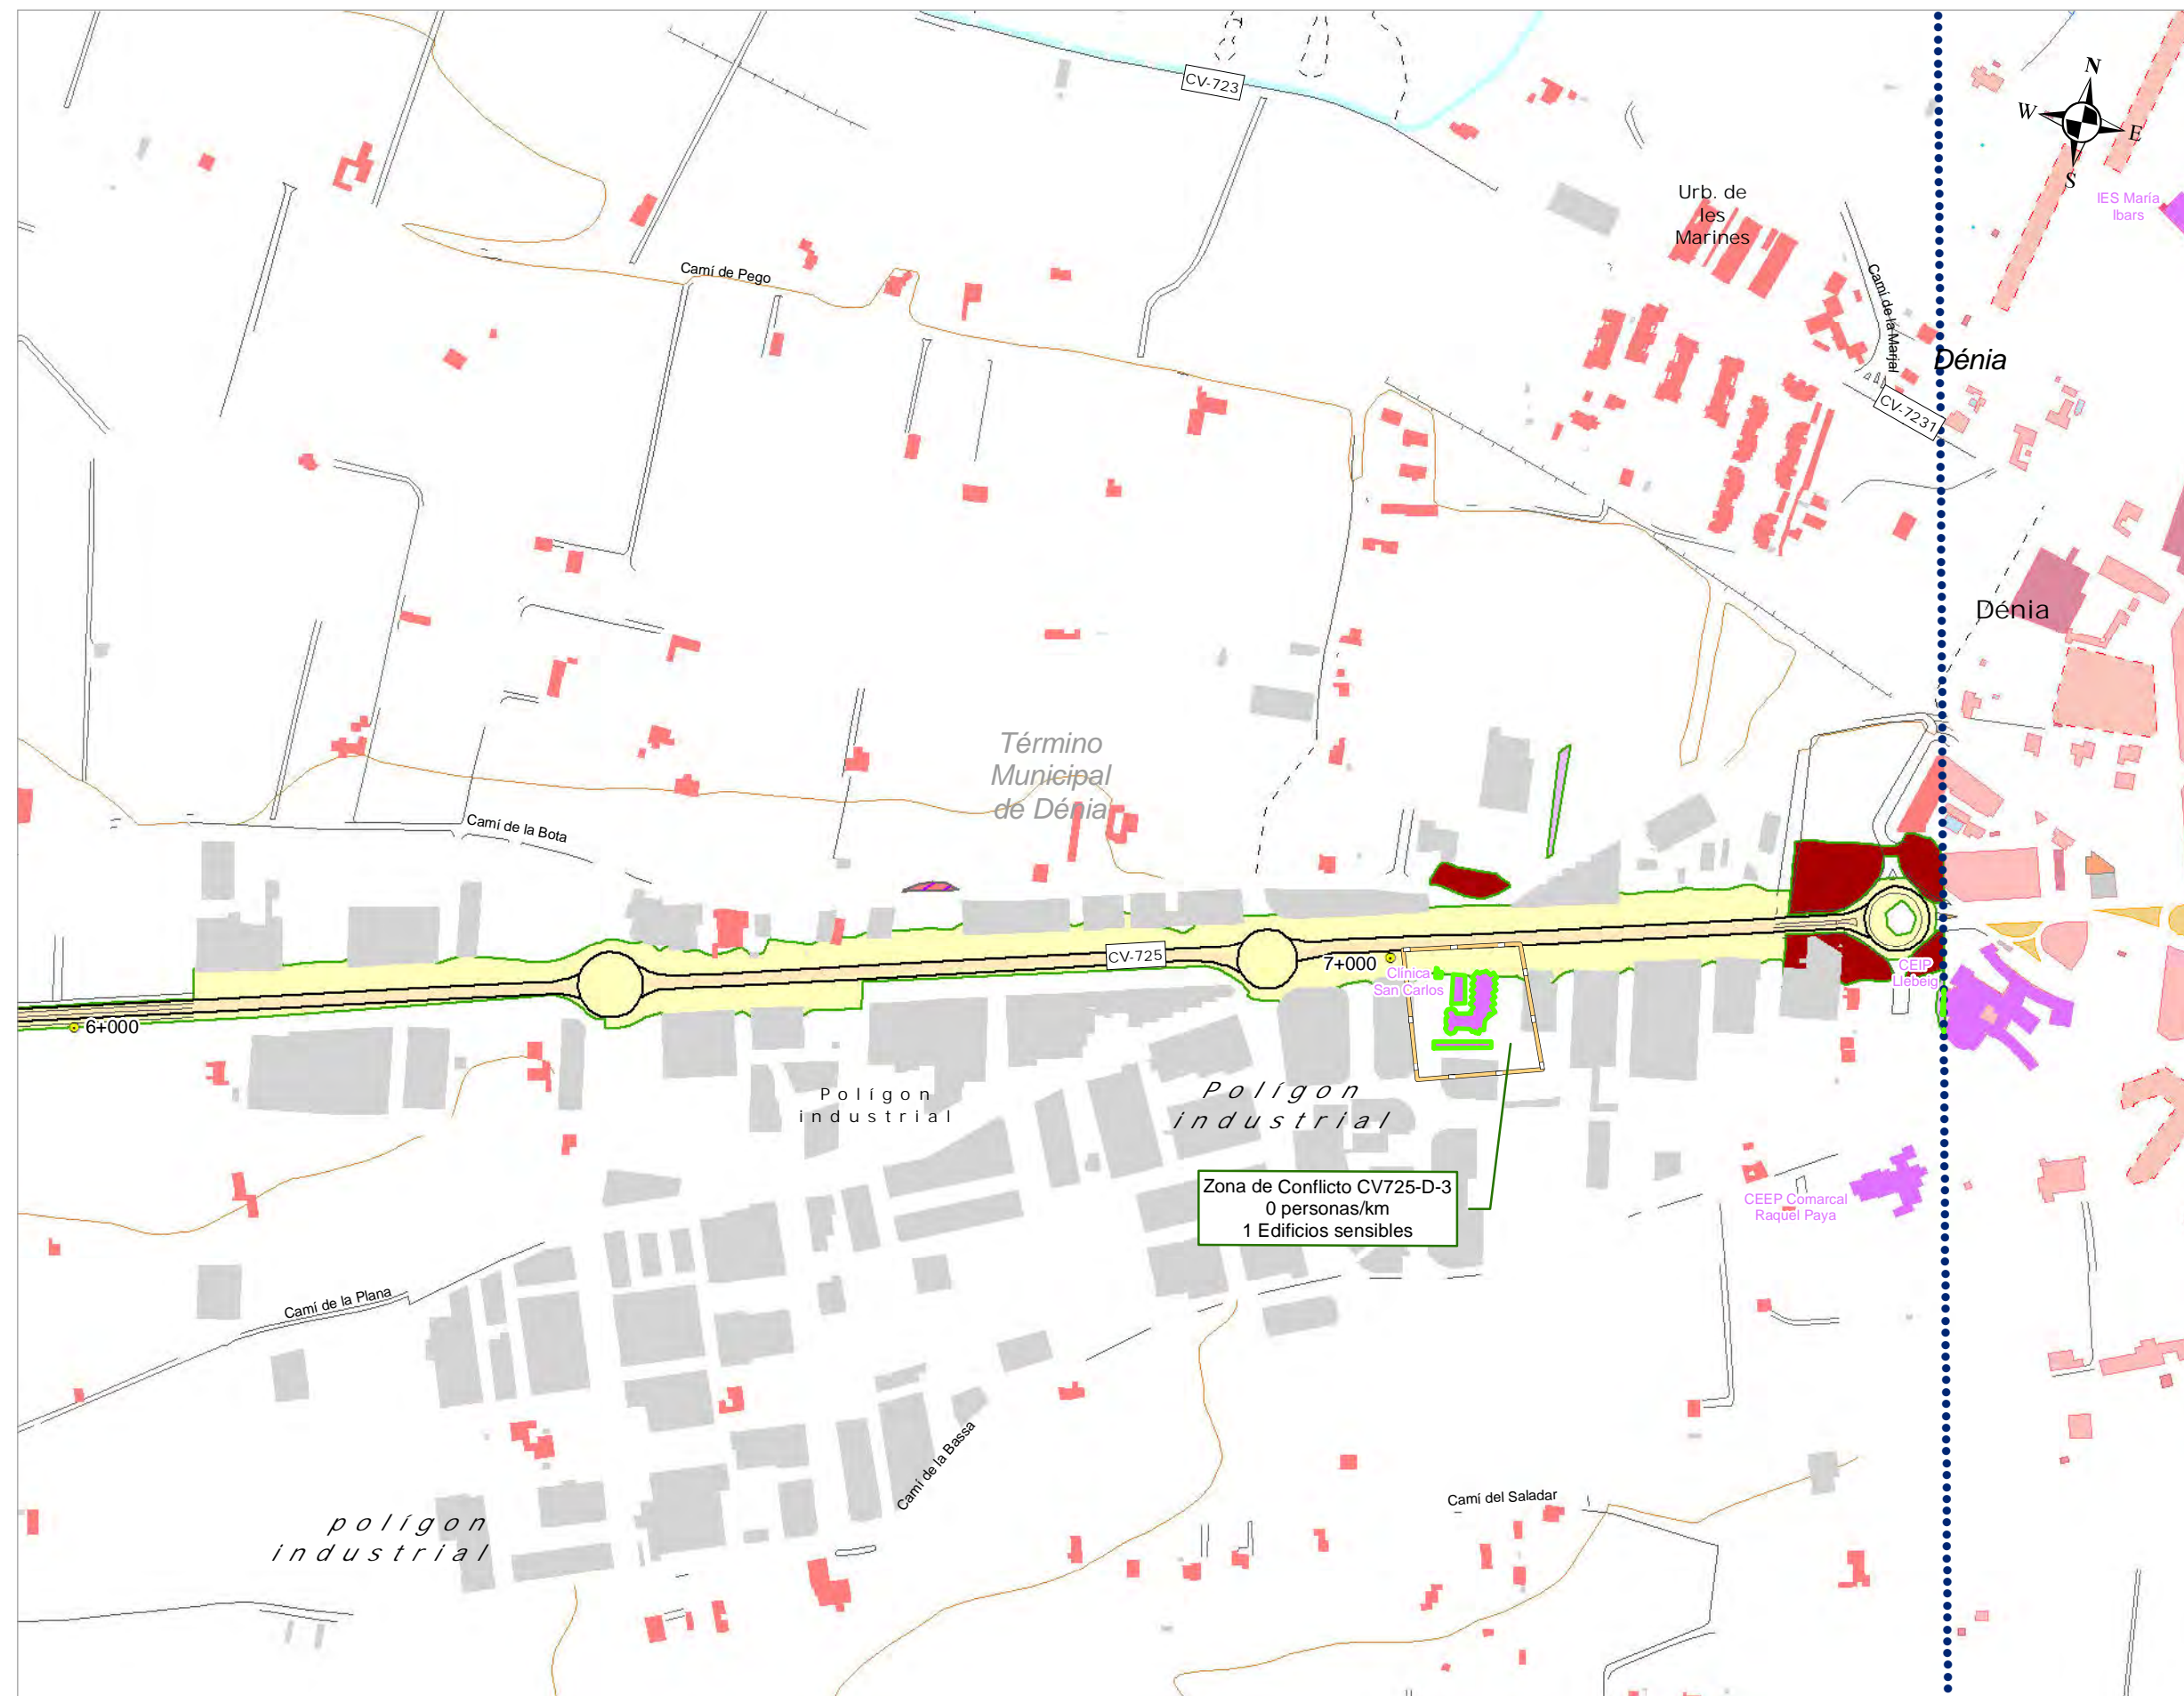 CV-723
N
W
E
S
Urb. de
les
Marines
IES María
Ibars
Camí de Pego
Camí de la Marjal
Dénia
CV-7231
Dénia
Término
Municipal
de Dénia
Camí de la Bota
CV-725
7+000
Clínica
San Carlos
CEIP
Llebeig
6+000
Polígon
industrial
Polígon
industrial
Zona de Conflicto CV725-D-3
0 personas/km
1 Edificios sensibles
CEEP Comarcal
Raquel Paya
Camí de la Plana
Camí de la Bassa
Camí del Saladar
polígon
industrial